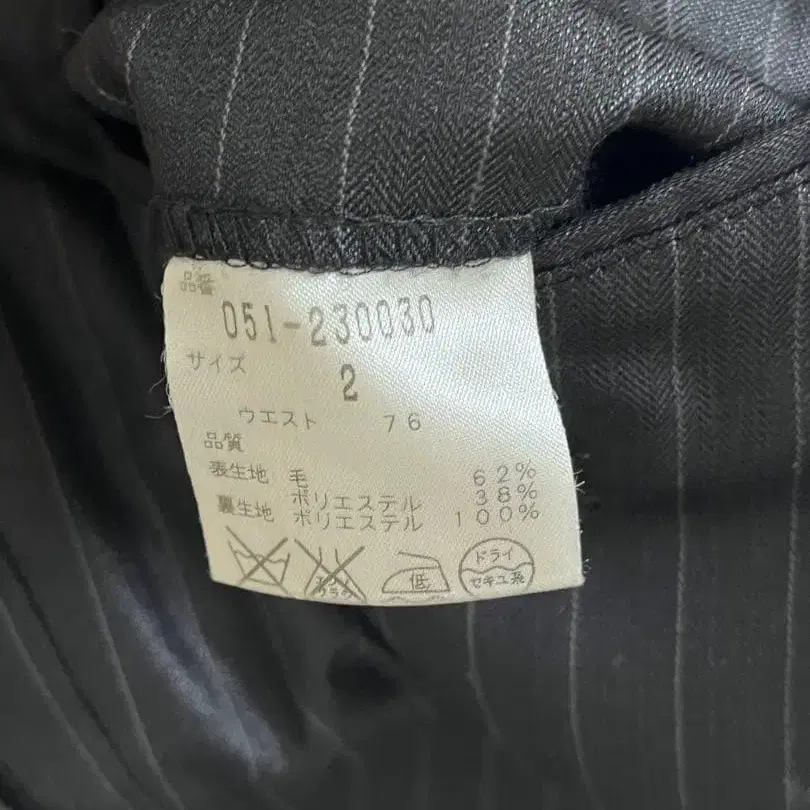 品番
051-230030
サイズ
2
ウエスト 76
品質
表生地 毛 62%
ポリエステル 38%
裏生地 ポリエステル 100%
低
ドライ
セキユ系